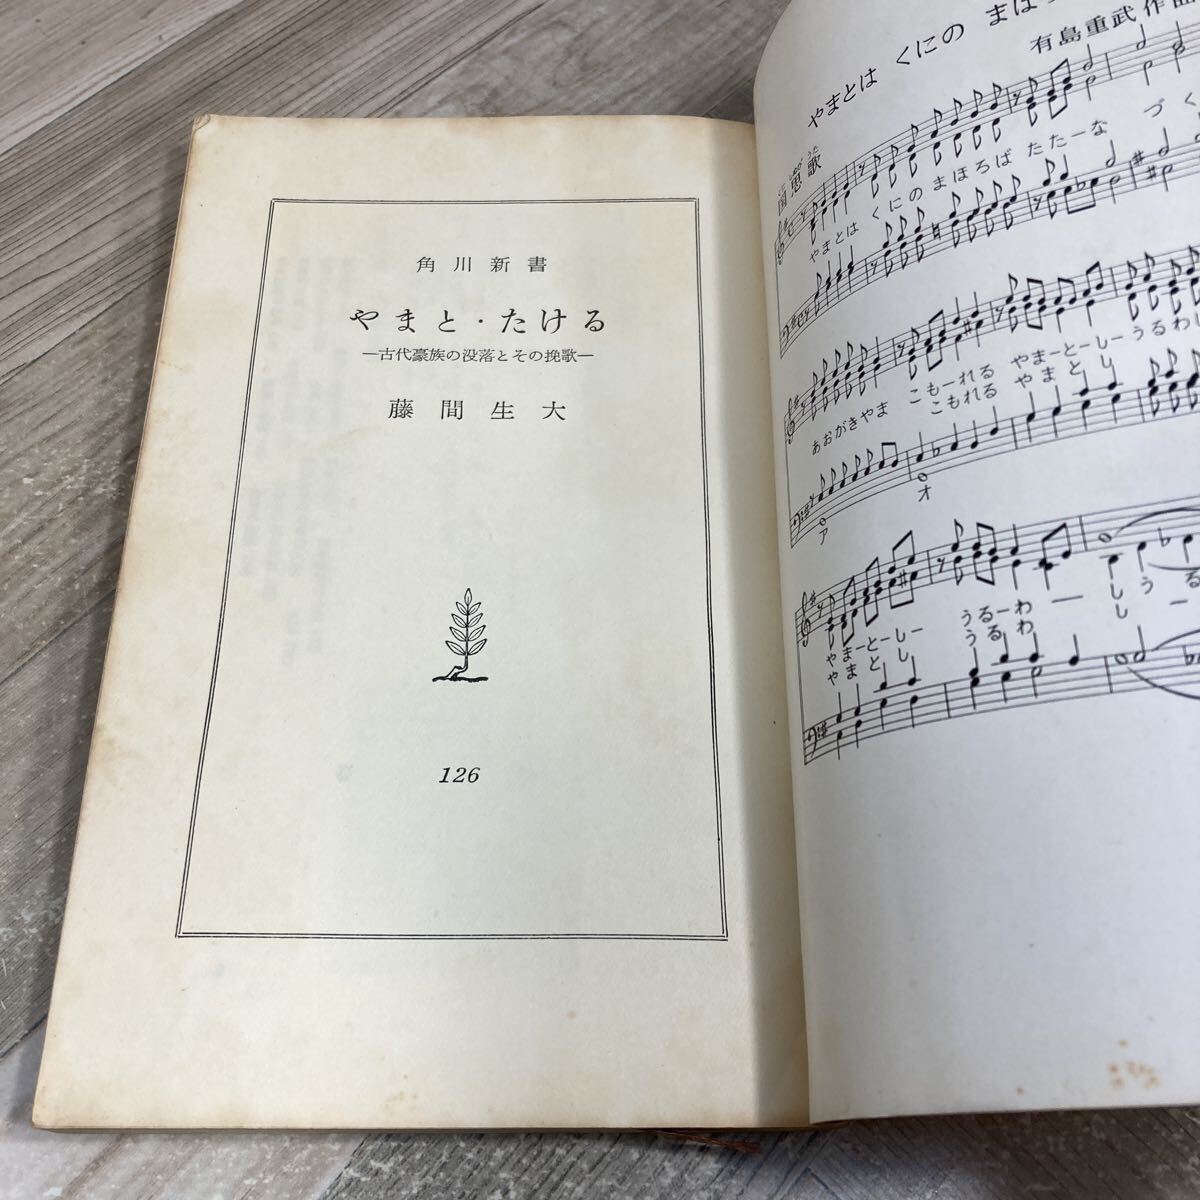 角川新書
やまと・たける
―古代豪族の没落とその挽歌―
藤間生大
126
やまとは くにの まほ
有島重武作曲
国思歌
やまとは くにの まほろば たたーな づく
あおがきやま こもーれる やまーとーしーうるわし
こもれる やまと し
ア
オ
やまーとーしー うるーわ ー し う る
やま と し うるわ し ー